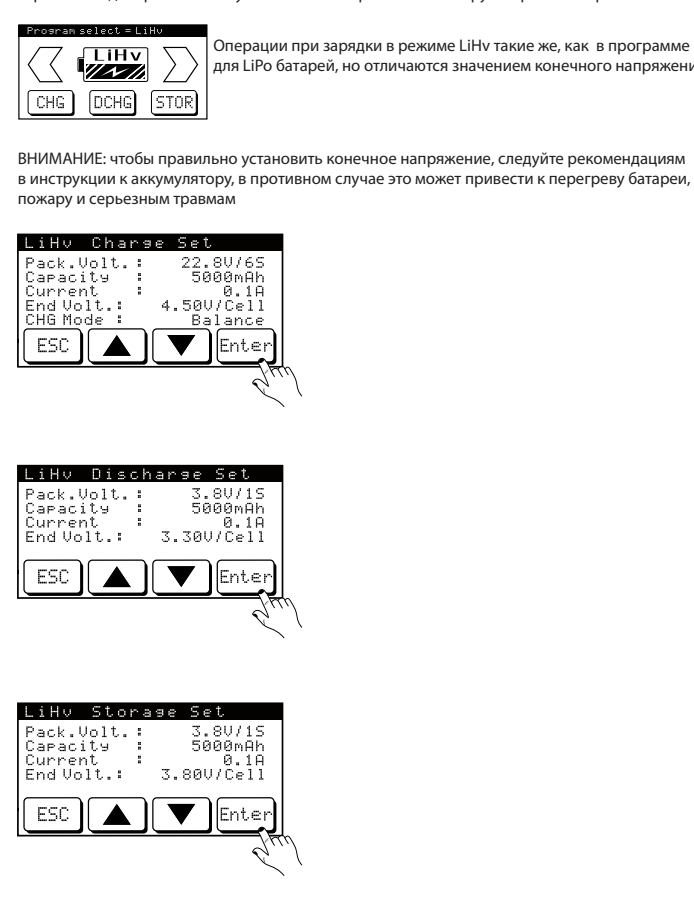 Program select = LiHv
LiHv
CHG DCHG STOR
Операции при зарядки в режиме LiHv такие же, как в программе
для LiPo батарей, но отличаются значением конечного
ВНИМАНИЕ: чтобы правильно установить конечное напряжение, следуйте рекомендациям
в инструкции к аккумулятору, в противном случае это может привести к перегреву батареи,
пожару и серьезным травмам
LiHv Charge Set
Pack.Volt.: 22.8V/6S
Capacity : 5000mAh
Current : 0.1A
End Volt.: 4.50V/Cell
CHG Mode : Balance
ESC Enter
LiHv Discharge Set
Pack.Volt.: 3.8V/1S
Capacity : 5000mAh
Current : 0.1A
End Volt.: 3.30V/Cell
ESC Enter
LiHv Storage Set
Pack.Volt.: 3.8V/1S
Capacity : 5000mAh
Current : 0.1A
End Volt.: 3.80V/Cell
ESC Enter